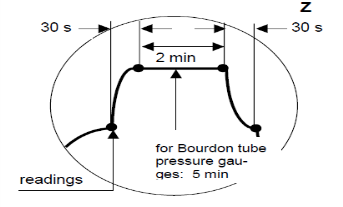 Z
30 s
30 s
2 min
for Bourdon tube
pressure gau-
ges: 5 min
readings